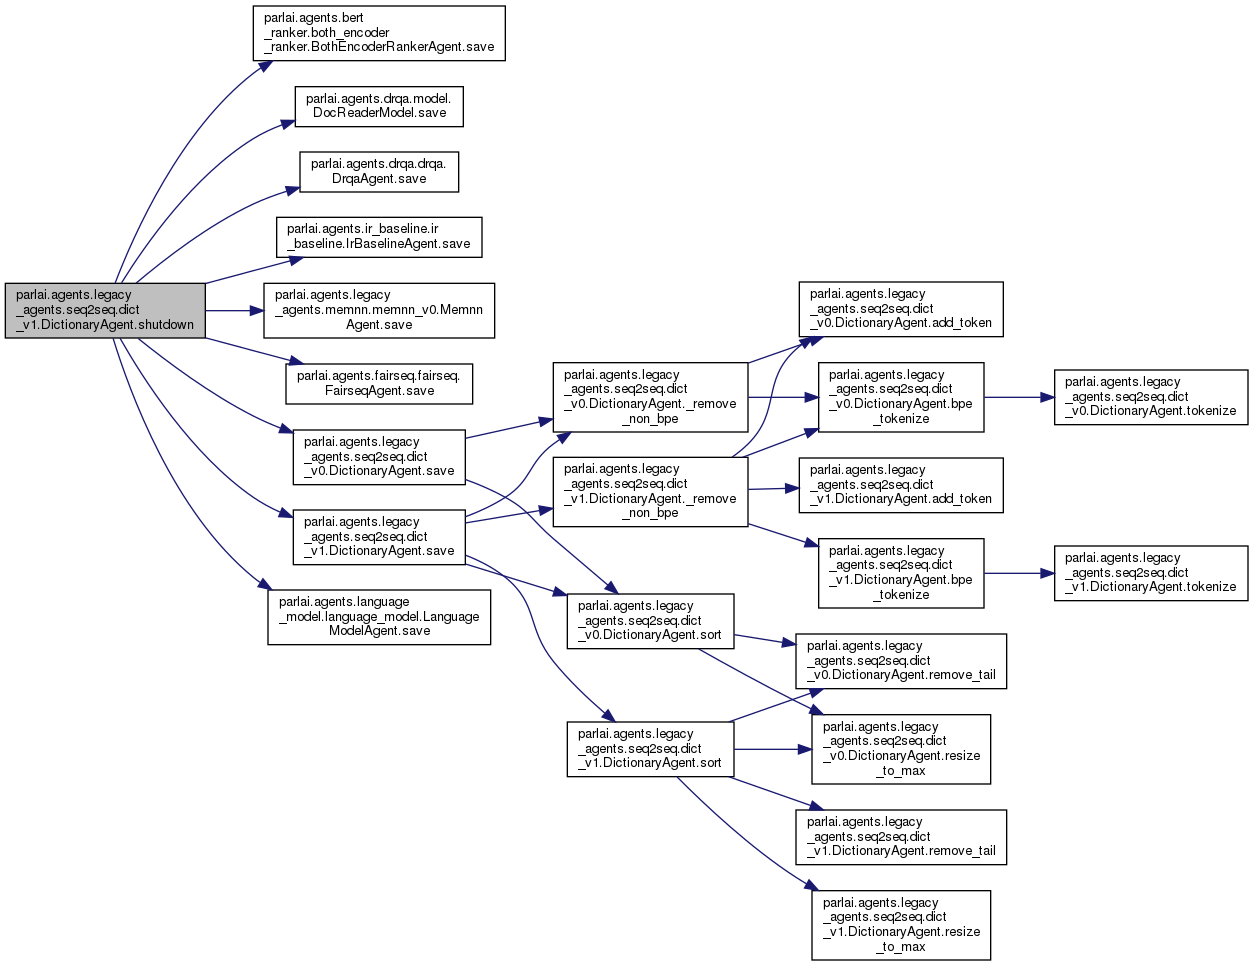 parlai.agents.bert
_ranker.both_encoder
_ranker.BothEncoderRankerAgent.save
parlai.agents.drqa.model.
DocReaderModel.save
parlai.agents.drqa.drqa.
DrqaAgent.save
parlai.agents.ir_baseline.ir
_baseline.IrBaselineAgent.save
parlai.agents.legacy
_agents.seq2seq.dict
_v1.DictionaryAgent.shutdown
parlai.agents.legacy
_agents.memnn.memnn_v0.Memnn
Agent.save
parlai.agents.fairseq.fairseq.
FairseqAgent.save
parlai.agents.legacy
_agents.seq2seq.dict
_v0.DictionaryAgent.save
parlai.agents.legacy
_agents.seq2seq.dict
_v1.DictionaryAgent.save
parlai.agents.language
_model.language_model.Language
ModelAgent.save
parlai.agents.legacy
_agents.seq2seq.dict
_v0.DictionaryAgent._remove
_non_bpe
parlai.agents.legacy
_agents.seq2seq.dict
_v1.DictionaryAgent._remove
_non_bpe
parlai.agents.legacy
_agents.seq2seq.dict
_v0.DictionaryAgent.sort
parlai.agents.legacy
_agents.seq2seq.dict
_v1.DictionaryAgent.sort
parlai.agents.legacy
_agents.seq2seq.dict
_v0.DictionaryAgent.add_token
parlai.agents.legacy
_agents.seq2seq.dict
_v0.DictionaryAgent.bpe
_tokenize
parlai.agents.legacy
_agents.seq2seq.dict
_v1.DictionaryAgent.add_token
parlai.agents.legacy
_agents.seq2seq.dict
_v1.DictionaryAgent.bpe
_tokenize
parlai.agents.legacy
_agents.seq2seq.dict
_v0.DictionaryAgent.remove_tail
parlai.agents.legacy
_agents.seq2seq.dict
_v0.DictionaryAgent.resize
_to_max
parlai.agents.legacy
_agents.seq2seq.dict
_v1.DictionaryAgent.remove_tail
parlai.agents.legacy
_agents.seq2seq.dict
_v1.DictionaryAgent.resize
_to_max
parlai.agents.legacy
_agents.seq2seq.dict
_v0.DictionaryAgent.tokenize
parlai.agents.legacy
_agents.seq2seq.dict
_v1.DictionaryAgent.tokenize